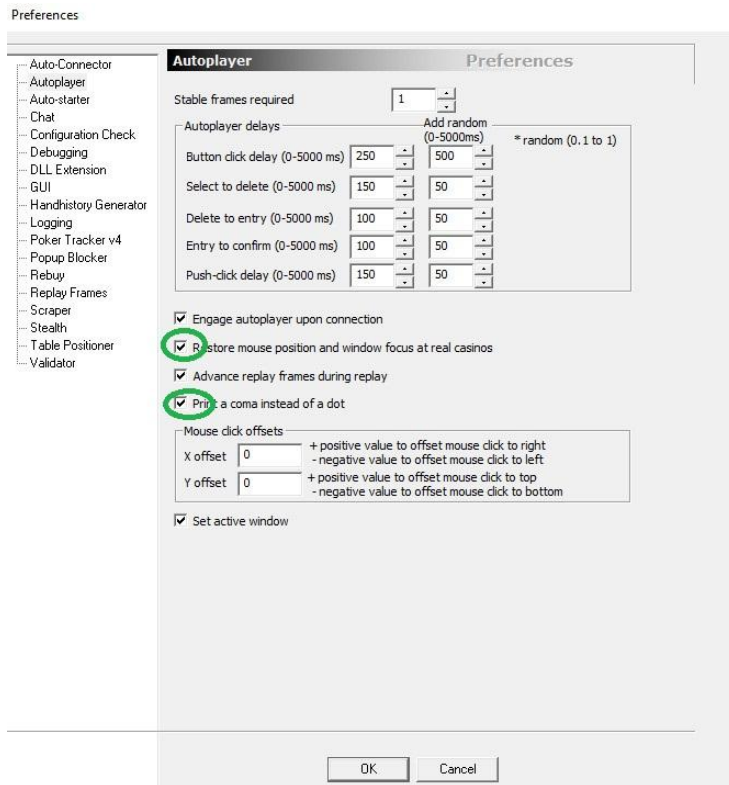 Preferences
Auto-Connector
Autoplayer
Auto-starter
Chat
Configuration Check
Debugging
DLL Extension
GUI
Handhistory Generator
Logging
Poker Tracker v4
Popup Blocker
Rebuy
Replay Frames
Scraper
Stealth
Table Positioner
Validator
Autoplayer Preferences
Stable frames required 1
Autoplayer delays
Add random
(0-5000ms)
* random (0.1 to 1)
Button click delay (0-5000 ms) 250 500
Select to delete (0-5000 ms) 150 50
Delete to entry (0-5000 ms) 100 50
Entry to confirm (0-5000 ms) 100 50
Push-click delay (0-5000 ms) 150 50
Engage autoplayer upon connection
Restore mouse position and window focus at real casinos
Advance replay frames during replay
Print a coma instead of a dot
Mouse click offsets
X offset 0
+ positive value to offset mouse click to right
- negative value to offset mouse click to left
Y offset 0
+ positive value to offset mouse click to top
- negative value to offset mouse click to bottom
Set active window
OK Cancel